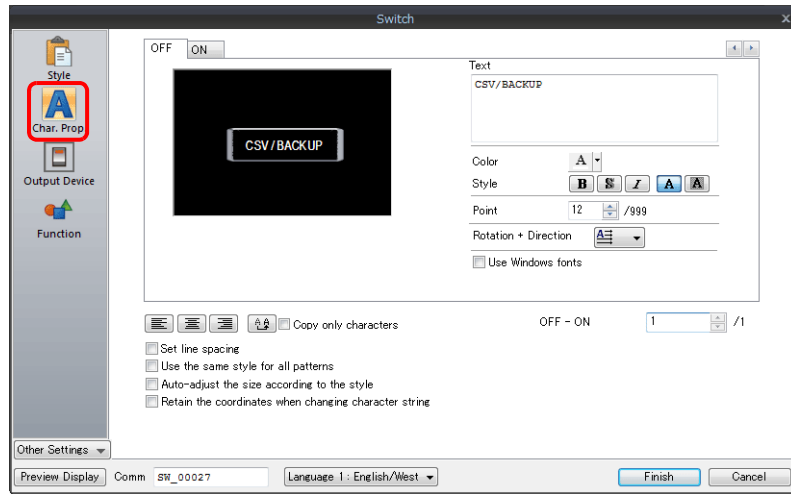 Switch
x
Style
Char. Prop
Output Device
Function
Other Settings
OFF ON
CSV/BACKUP
Text
CSV/BACKUP
Color A
Style B S I A A
Point 12 /999
Rotation + Direction A
Use Windows fonts
A A Copy only characters
OFF - ON 1 /1
Set line spacing
Use the same style for all patterns
Auto-adjust the size according to the style
Retain the coordinates when changing character string
Preview Display Comm SW_00027 Language 1 : English/West Finish Cancel